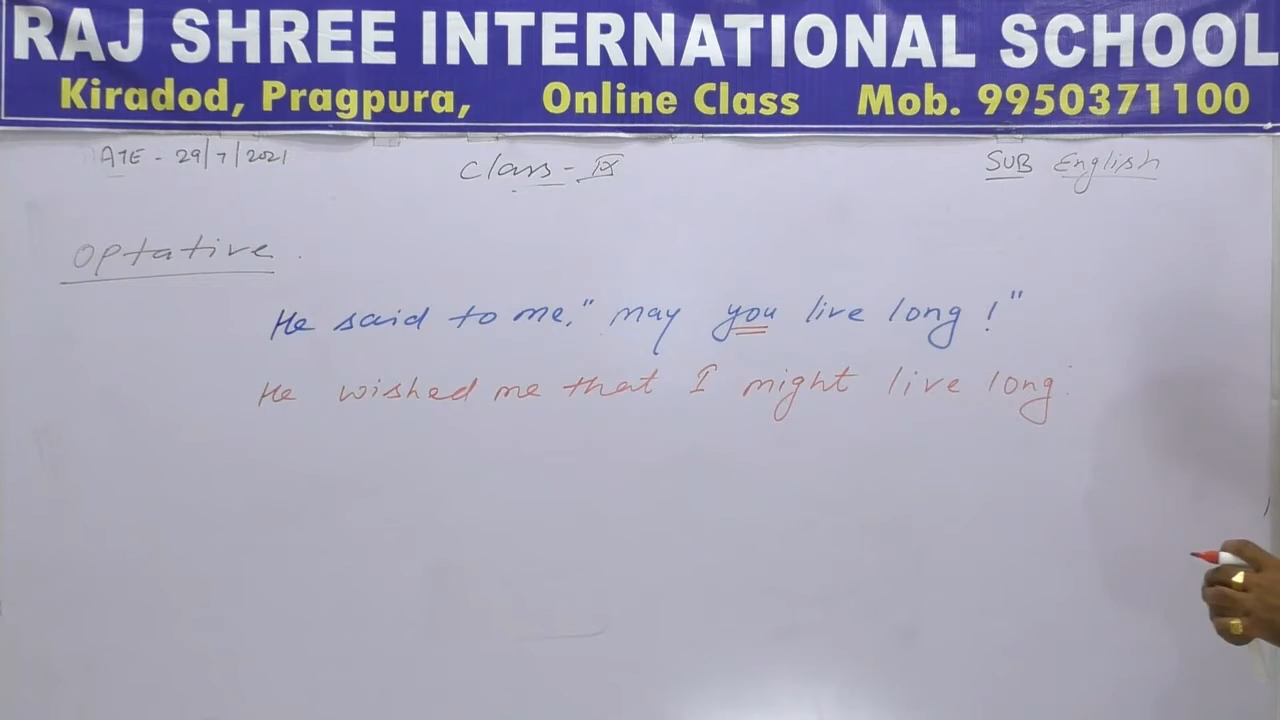 RAJ SHREE INTERNATIONAL SCHOOL
Kiradod, Pragpura, Online Class Mob. 9950371100
ATE - 29/7/2021 Class - IX SUB English
Optative.
He said to me," may you live long!"
He wished me that I might live long.